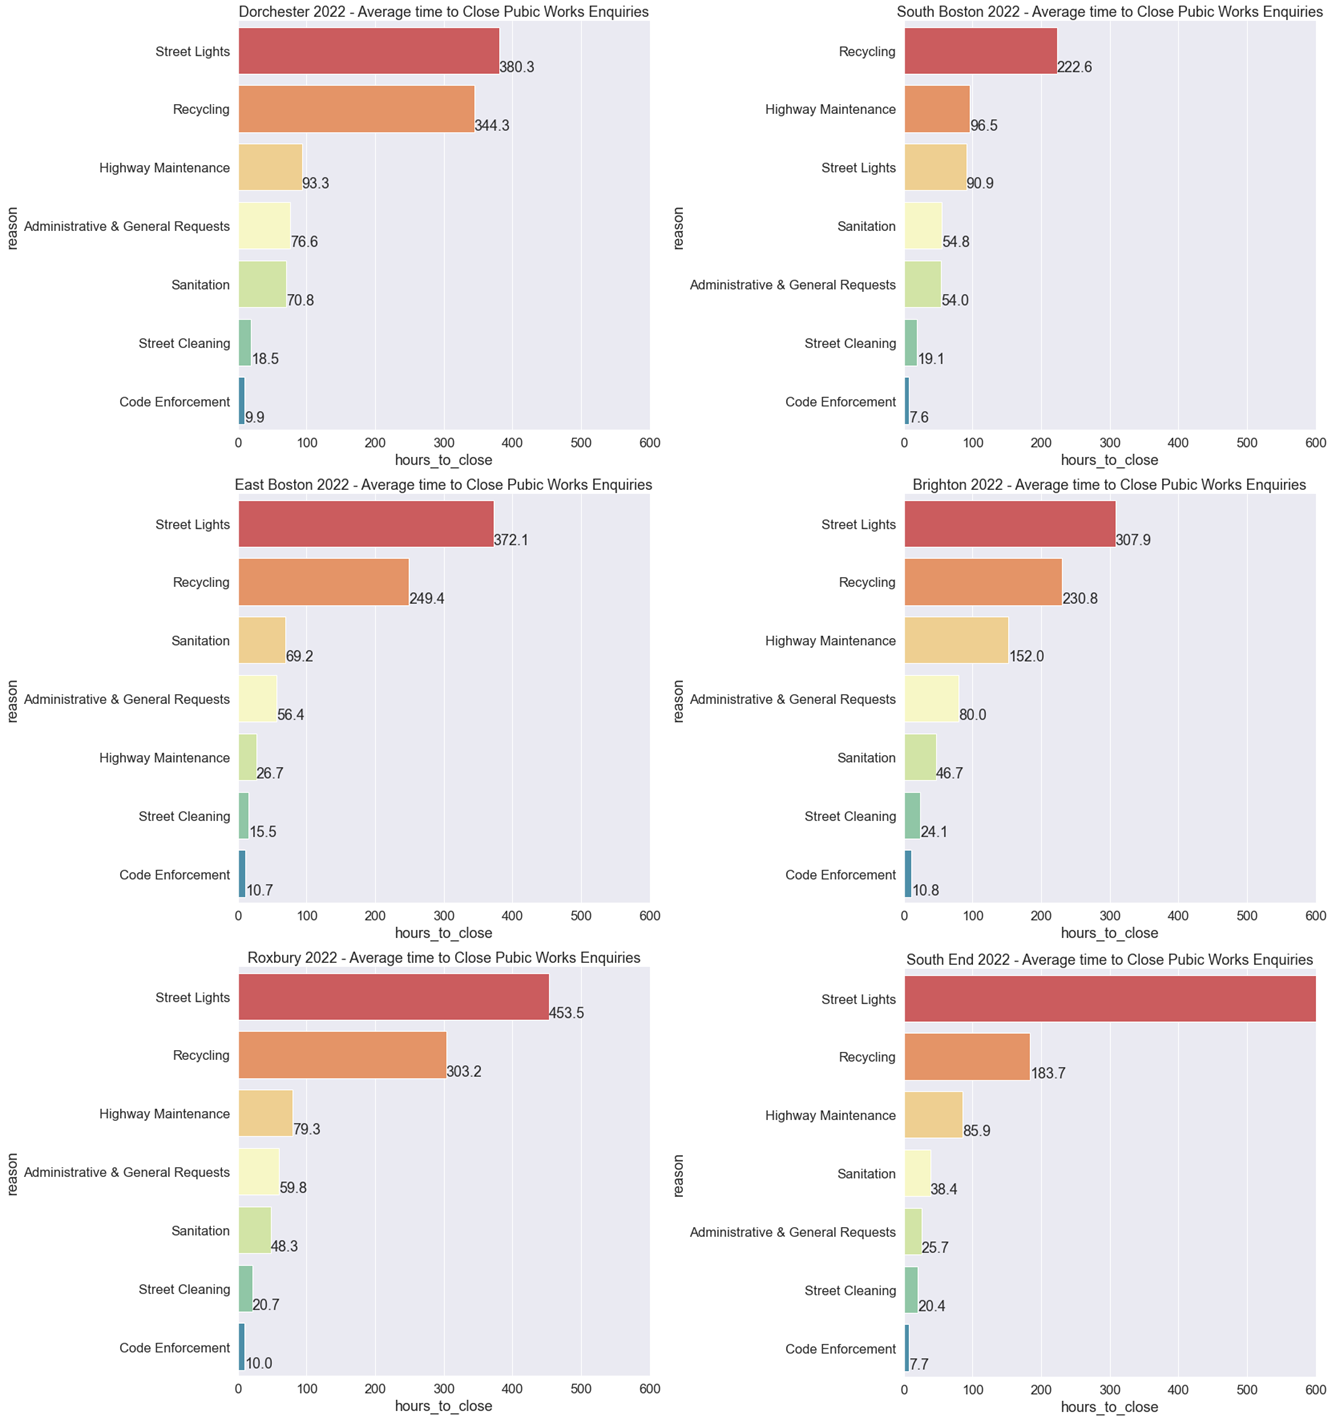 Dorchester 2022 - Average time to Close Pubic Works Enquiries
Street Lights
380.3
Recycling
344.3
Highway Maintenance
93.3
Administrative & General Requests
76.6
Sanitation
70.8
Street Cleaning
18.5
Code Enforcement
9.9
reason
0 100 200 300 400 500 600
hours_to_close
South Boston 2022 - Average time to Close Pubic Works Enquiries
Recycling
222.6
Highway Maintenance
96.5
Street Lights
90.9
Sanitation
54.8
Administrative & General Requests
54.0
Street Cleaning
19.1
Code Enforcement
7.6
reason
0 100 200 300 400 500 600
hours_to_close
East Boston 2022 - Average time to Close Pubic Works Enquiries
Street Lights
372.1
Recycling
249.4
Sanitation
69.2
Administrative & General Requests
56.4
Highway Maintenance
26.7
Street Cleaning
15.5
Code Enforcement
10.7
reason
0 100 200 300 400 500 600
hours_to_close
Brighton 2022 - Average time to Close Pubic Works Enquiries
Street Lights
307.9
Recycling
230.8
Highway Maintenance
152.0
Administrative & General Requests
80.0
Sanitation
46.7
Street Cleaning
24.1
Code Enforcement
10.8
reason
0 100 200 300 400 500 600
hours_to_close
Roxbury 2022 - Average time to Close Pubic Works Enquiries
Street Lights
453.5
Recycling
303.2
Highway Maintenance
79.3
Administrative & General Requests
59.8
Sanitation
48.3
Street Cleaning
20.7
Code Enforcement
10.0
reason
0 100 200 300 400 500 600
hours_to_close
South End 2022 - Average time to Close Pubic Works Enquiries
Street Lights
Recycling
183.7
Highway Maintenance
85.9
Sanitation
38.4
Administrative & General Requests
25.7
Street Cleaning
20.4
Code Enforcement
7.7
reason
0 100 200 300 400 500 600
hours_to_close